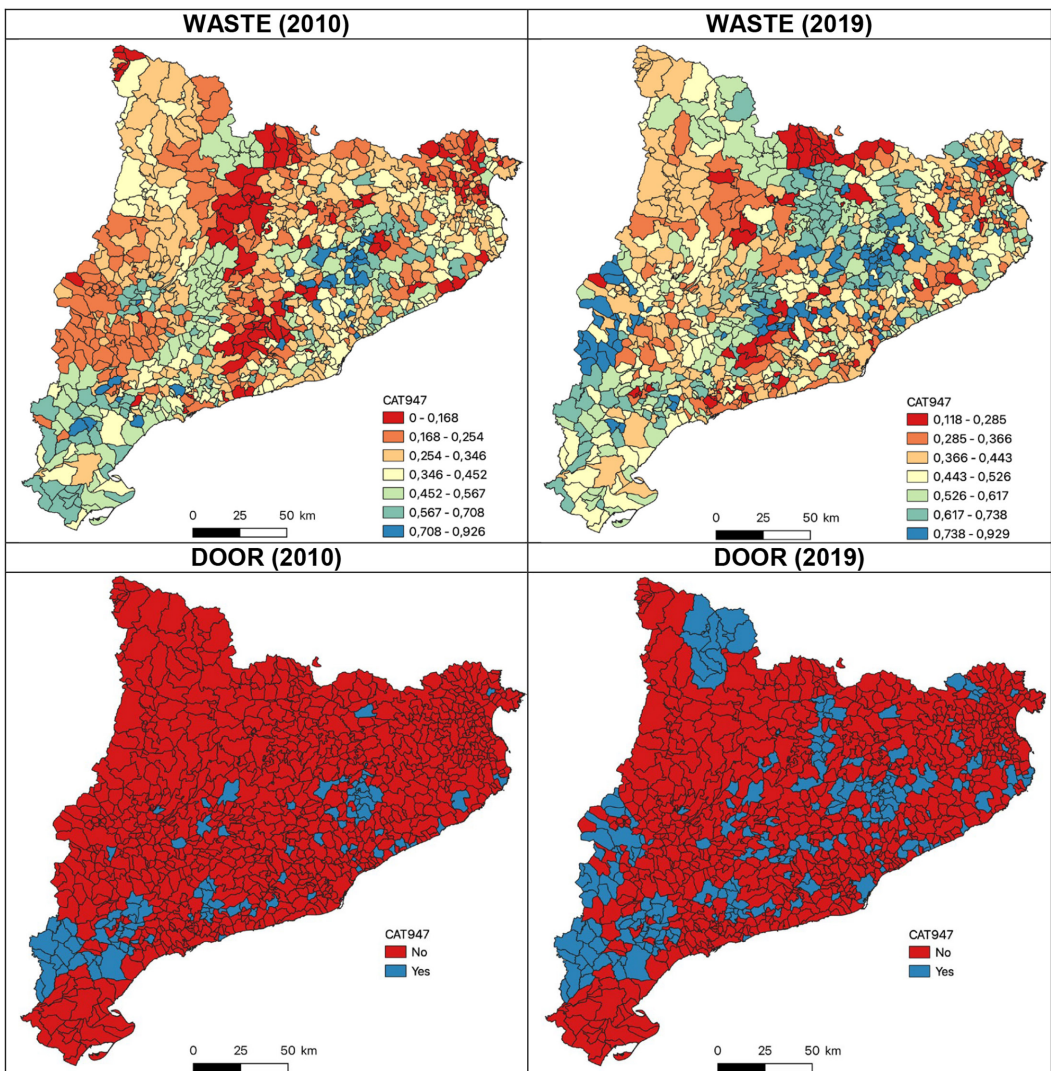 WASTE (2010)
WASTE (2019)
CAT947
0 - 0,168
0,168 - 0,254
0,254 - 0,346
0,346 - 0,452
0,452 - 0,567
0,567 - 0,708
0,708 - 0,926
0 25 50 km
CAT947
0,118 - 0,285
0,285 - 0,366
0,366 - 0,443
0,443 - 0,526
0,526 - 0,617
0,617 - 0,738
0,738 - 0,929
0 25 50 km
DOOR (2010)
DOOR (2019)
CAT947
No
Yes
0 25 50 km
CAT947
No
Yes
0 25 50 km